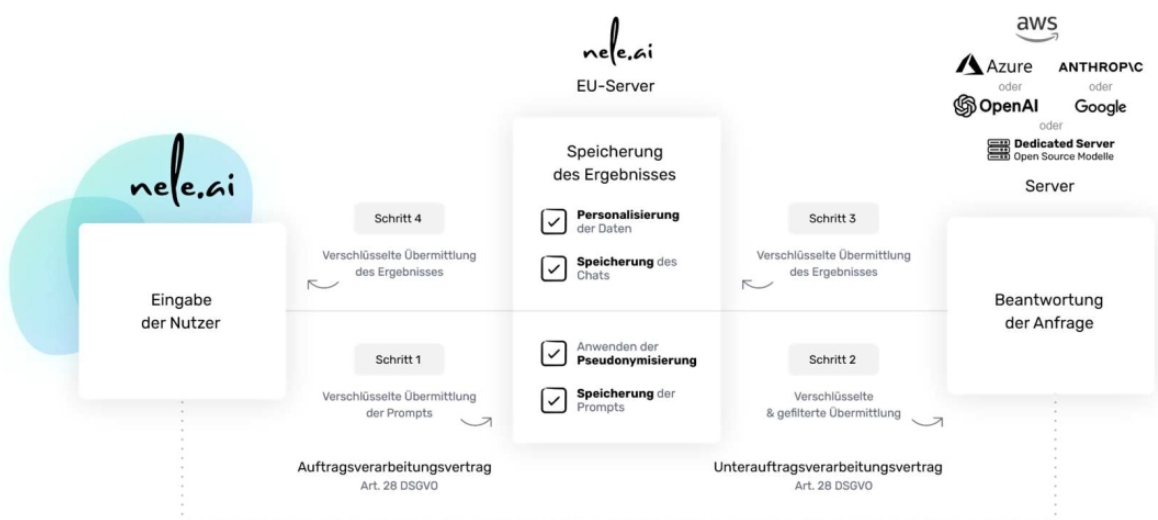 nele.ai
Eingabe
der Nutzer
Schritt 4
Verschlüsselte Übermittlung
des Ergebnisses
Schritt 1
Verschlüsselte Übermittlung
der Prompts
Auftragsverarbeitungsvertrag
Art. 28 DSGVO
nele.ai
EU-Server
Speicherung
des Ergebnisses
Personalisierung
der Daten
Speicherung des
Chats
Anwenden der
Pseudonymisierung
Speicherung der
Prompts
Schritt 3
Verschlüsselte Übermittlung
des Ergebnisses
Schritt 2
Verschlüsselte
& gefilterte Übermittlung
Unterauftragsverarbeitungsvertrag
Art. 28 DSGVO
aws
Azure ANTHROP\C
oder oder
OpenAI Google
oder
Dedicated Server
Open Source Modelle
Server
Beantwortung
der Anfrage